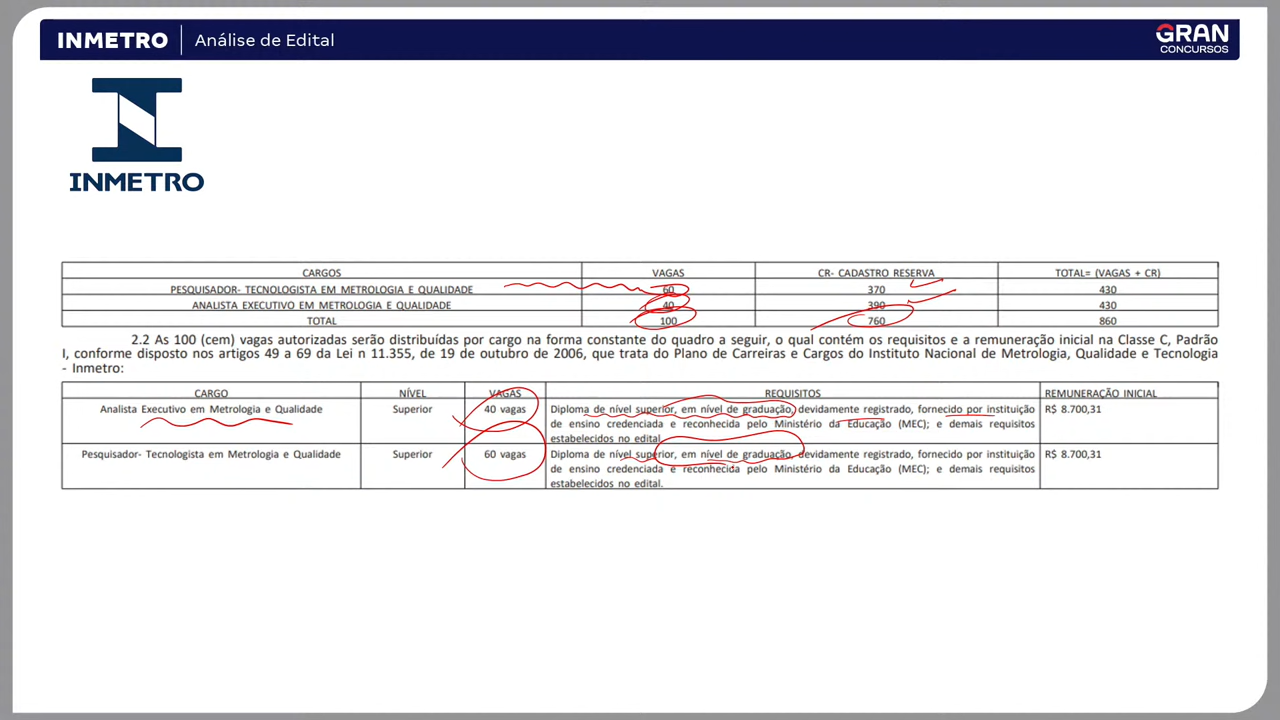 INMETRO | Análise de Edital
GRAN
CONCURSOS
INMETRO
CARGOS VAGAS CR- CADASTRO RESERVA TOTAL= (VAGAS + CR)
PESQUISADOR- TECNOLOGISTA EM METROLOGIA E QUALIDADE 60 370 430
ANALISTA EXECUTIVO EM METROLOGIA E QUALIDADE 40 390 430
TOTAL 100 760 860
2.2 As 100 (cem) vagas autorizadas serão distribuídas por cargo na forma constante do quadro a seguir, o qual contém os requisitos e a remuneração inicial na Classe C, Padrão
I, conforme disposto nos artigos 49 a 69 da Lei n 11.355, de 19 de outubro de 2006, que trata do Plano de Carreiras e Cargos do Instituto Nacional de Metrologia, Qualidade e Tecnologia
- Inmetro:
CARGO NÍVEL VAGAS REQUISITOS REMUNERAÇÃO INICIAL
Analista Executivo em Metrologia e Qualidade Superior 40 vagas Diploma de nível superior, em nível de graduação, devidamente registrado, fornecido por instituição R$ 8.700,31
de ensino credenciada e reconhecida pelo Ministério da Educação (MEC); e demais requisitos
estabelecidos no edital.
Pesquisador- Tecnologista em Metrologia e Qualidade Superior 60 vagas Diploma de nível superior, em nível de graduação, devidamente registrado, fornecido por instituição R$ 8.700,31
de ensino credenciada e reconhecida pelo Ministério da Educação (MEC); e demais requisitos
estabelecidos no edital.